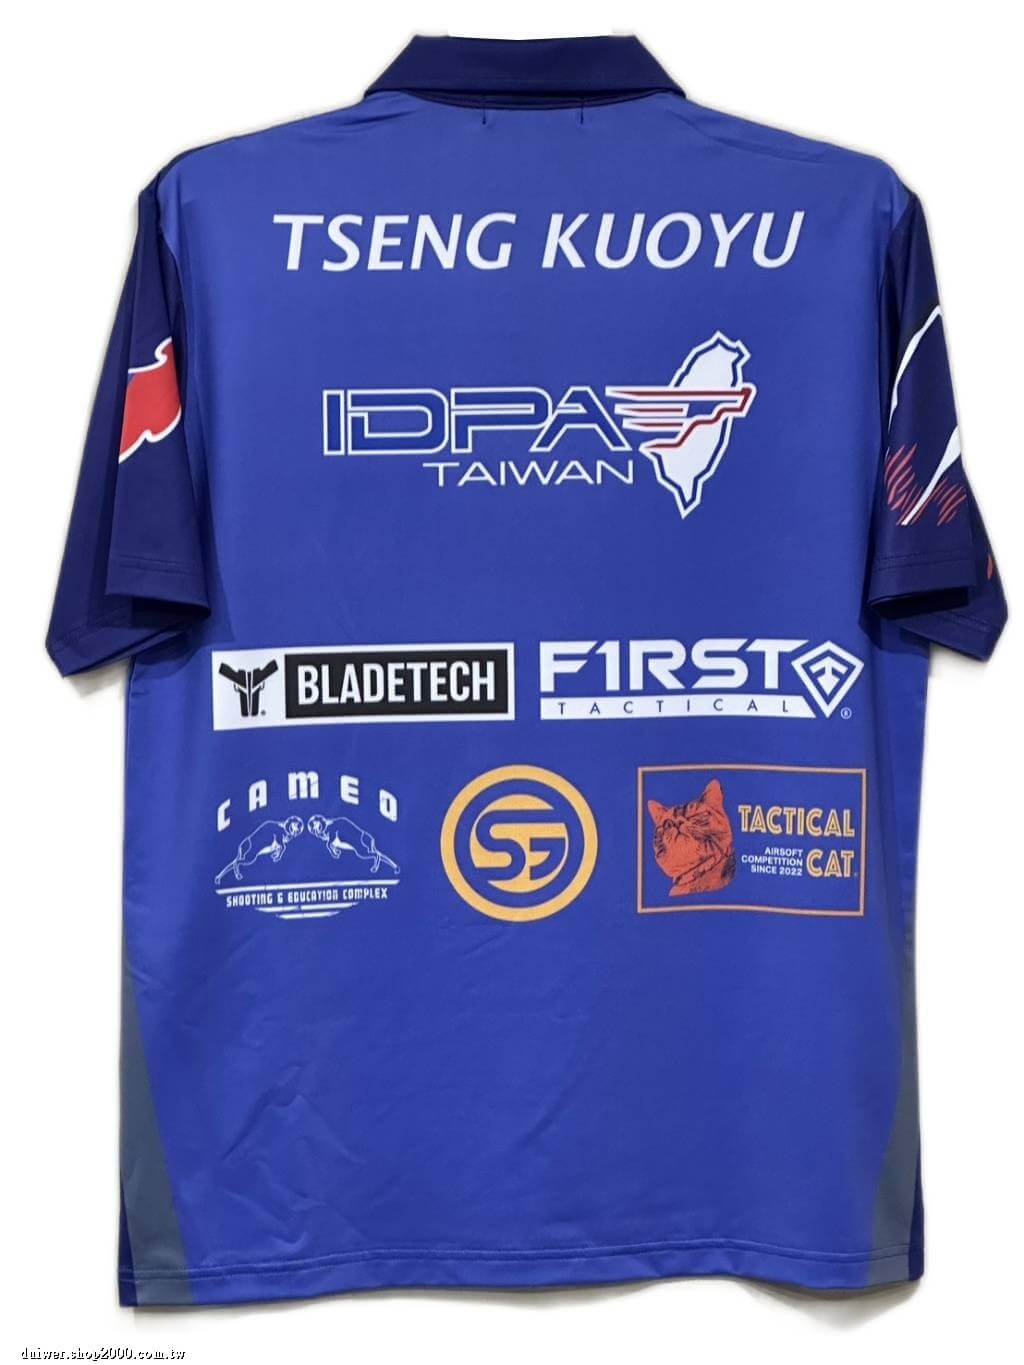 TSENG KUOYU
IDPA
TAIWAN
BLADETECH
F1RST
TACTICAL
®
CAMEO
SHOOTING & EDUCATION COMPLEX
SG
TACTICAL
CAT
AIRSOFT
COMPETITION
SINCE 2022
duiwer.shop2000.com.tw